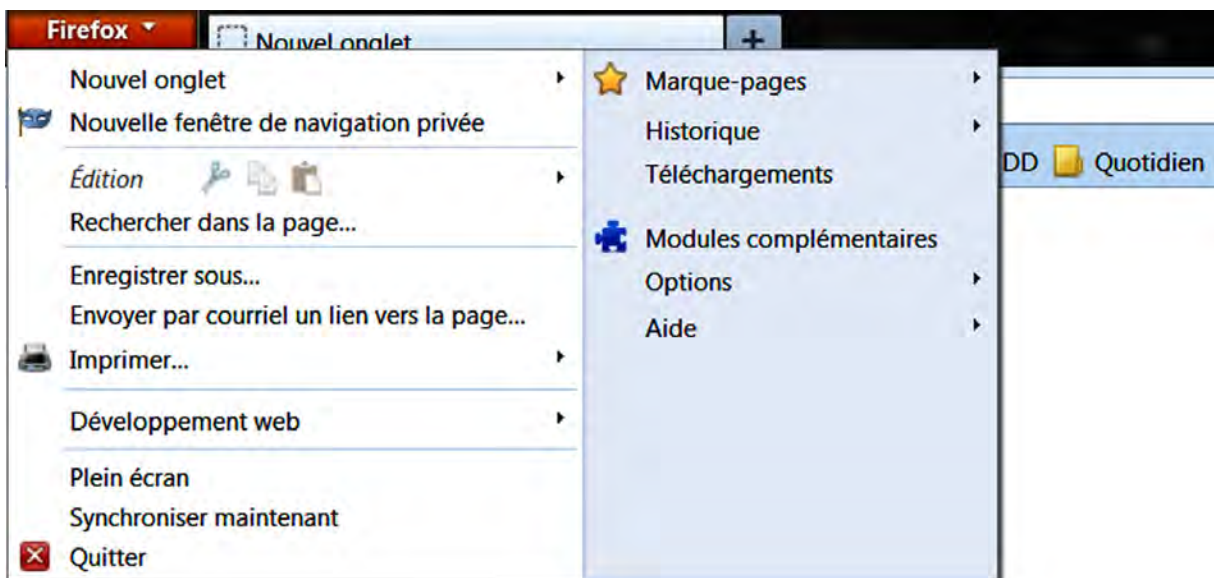 Firefox
Nouvel onglet
+
Nouvel onglet
Nouvelle fenêtre de navigation privée
Édition
Rechercher dans la page...
Enregistrer sous...
Envoyer par courriel un lien vers la page...
Imprimer...
Développement web
Plein écran
Synchroniser maintenant
Quitter
Marque-pages
Historique
Téléchargements
Modules complémentaires
Options
Aide
DD Quotidien